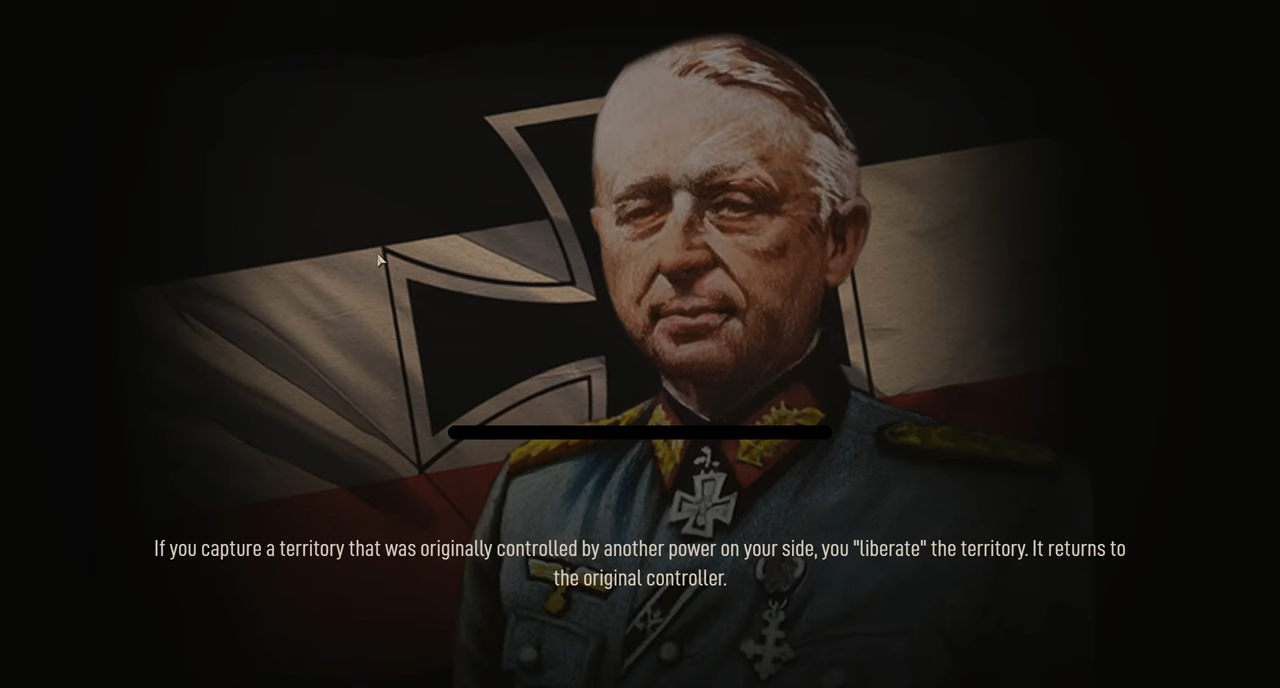 If you capture a territory that was originally controlled by another power on your side, you "liberate" the territory. It returns to
the original controller.